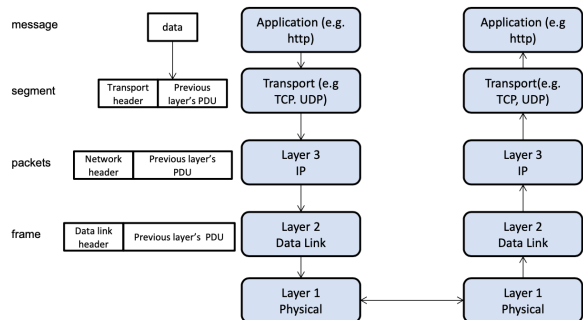 message
data
Application (e.g.
http)
Application (e.g.
http)
segment
Transport
header
Previous
layer's PDU
Transport (e.g
TCP. UDP)
Transport(e.g.
TCP, UDP)
packets
Network
header
Previous layer's
PDU
Layer 3
IP
Layer 3
IP
frame
Data link
header
Previous layer's PDU
Layer 2
Data Link
Layer 2
Data Link
Layer 1
Physical
Layer 1
Physical